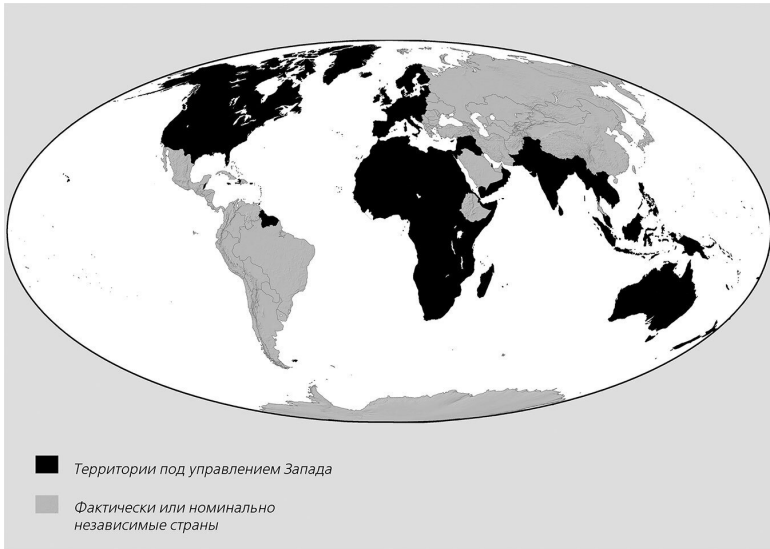 Территории под управлением Запада
Фактически или номинально
независимые страны